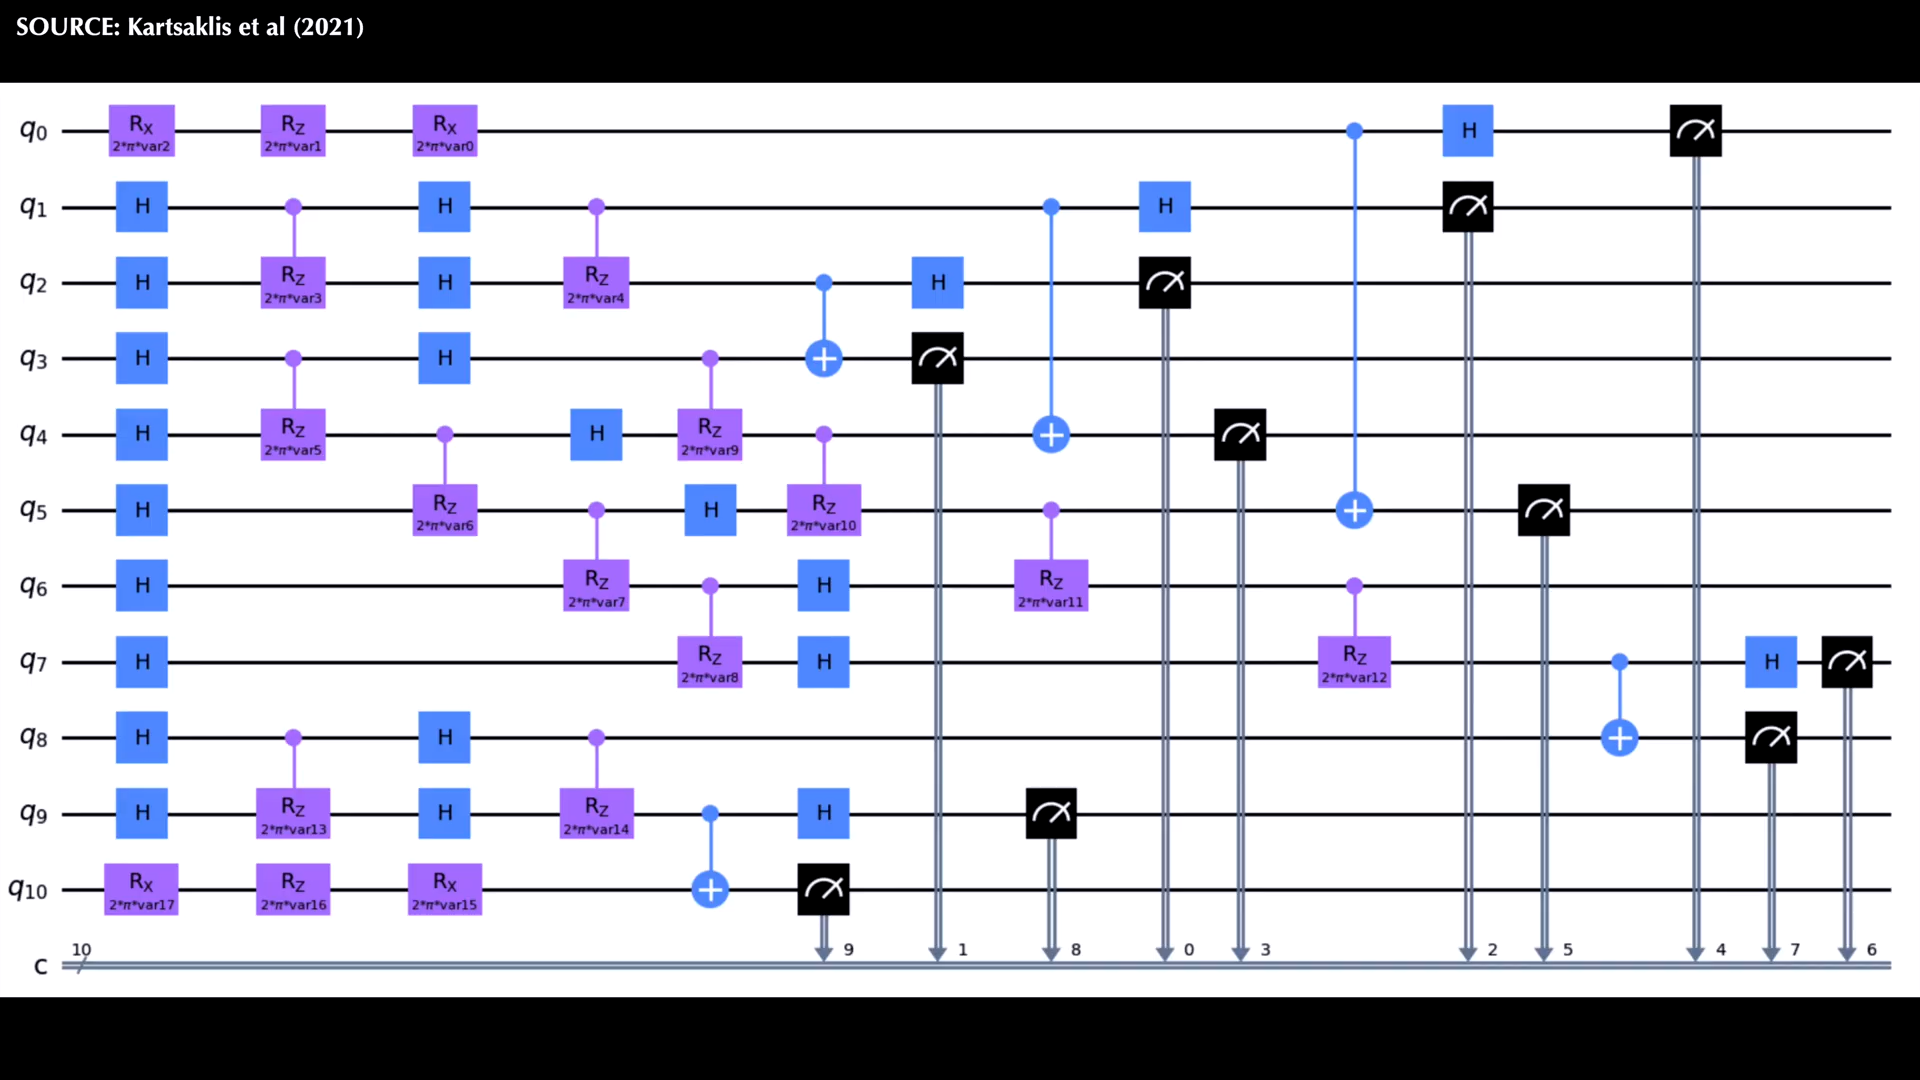 SOURCE: Kartsaklis et al (2021)
q0 RX 2*π*var2 RZ 2*π*var1 RX 2*π*var0 H
q1 H H H
q2 H RZ 2*π*var3 H RZ 2*π*var4 H
q3 H H
q4 H RZ 2*π*var5 H RZ 2*π*var9
q5 H RZ 2*π*var6 H RZ 2*π*var10
q6 H RZ 2*π*var7 H RZ 2*π*var11
q7 H RZ 2*π*var8 H RZ 2*π*var12 H
q8 H H
q9 H RZ 2*π*var13 H RZ 2*π*var14 H
q10 RX 2*π*var17 RZ 2*π*var16 RX 2*π*var15
c 10 9 1 8 0 3 2 5 4 7 6